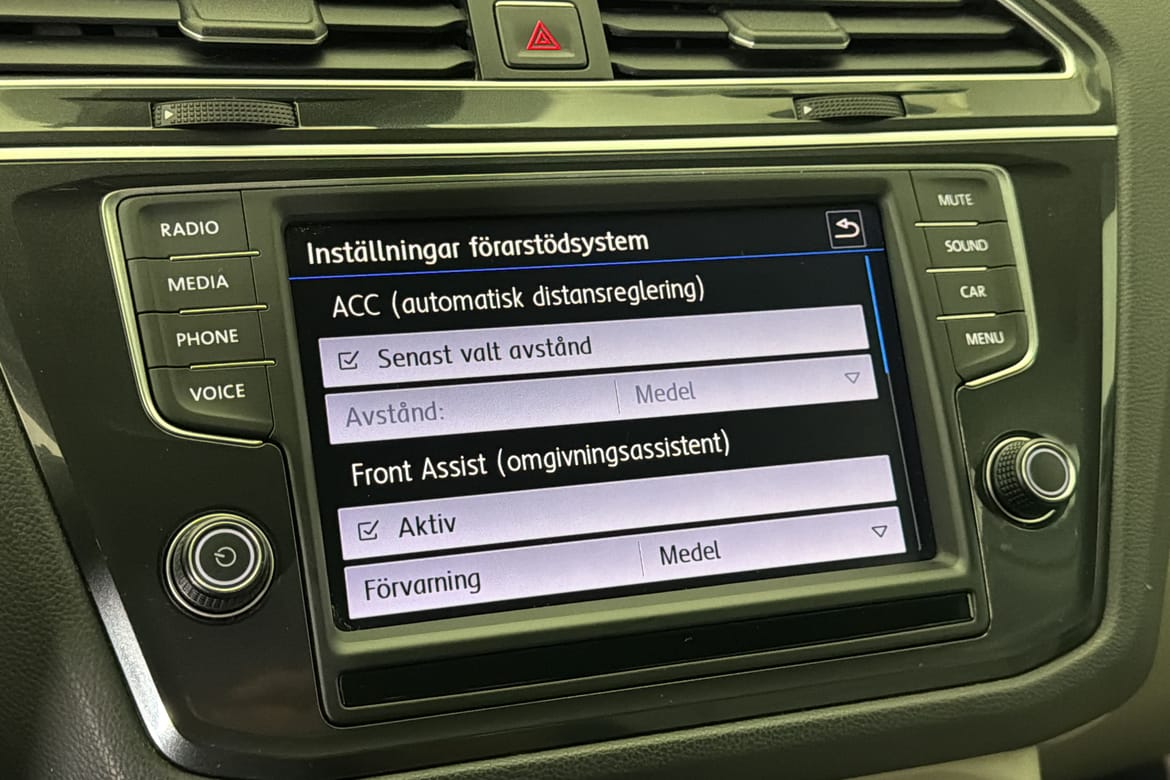 RADIO
MEDIA
PHONE
VOICE
Inställningar förarstödsystem
ACC (automatisk distansreglering)
Senast valt avstånd
Avstånd: Medel
Front Assist (omgivningsassistent)
Aktiv
Förvarning Medel
MUTE
SOUND
CAR
MENU